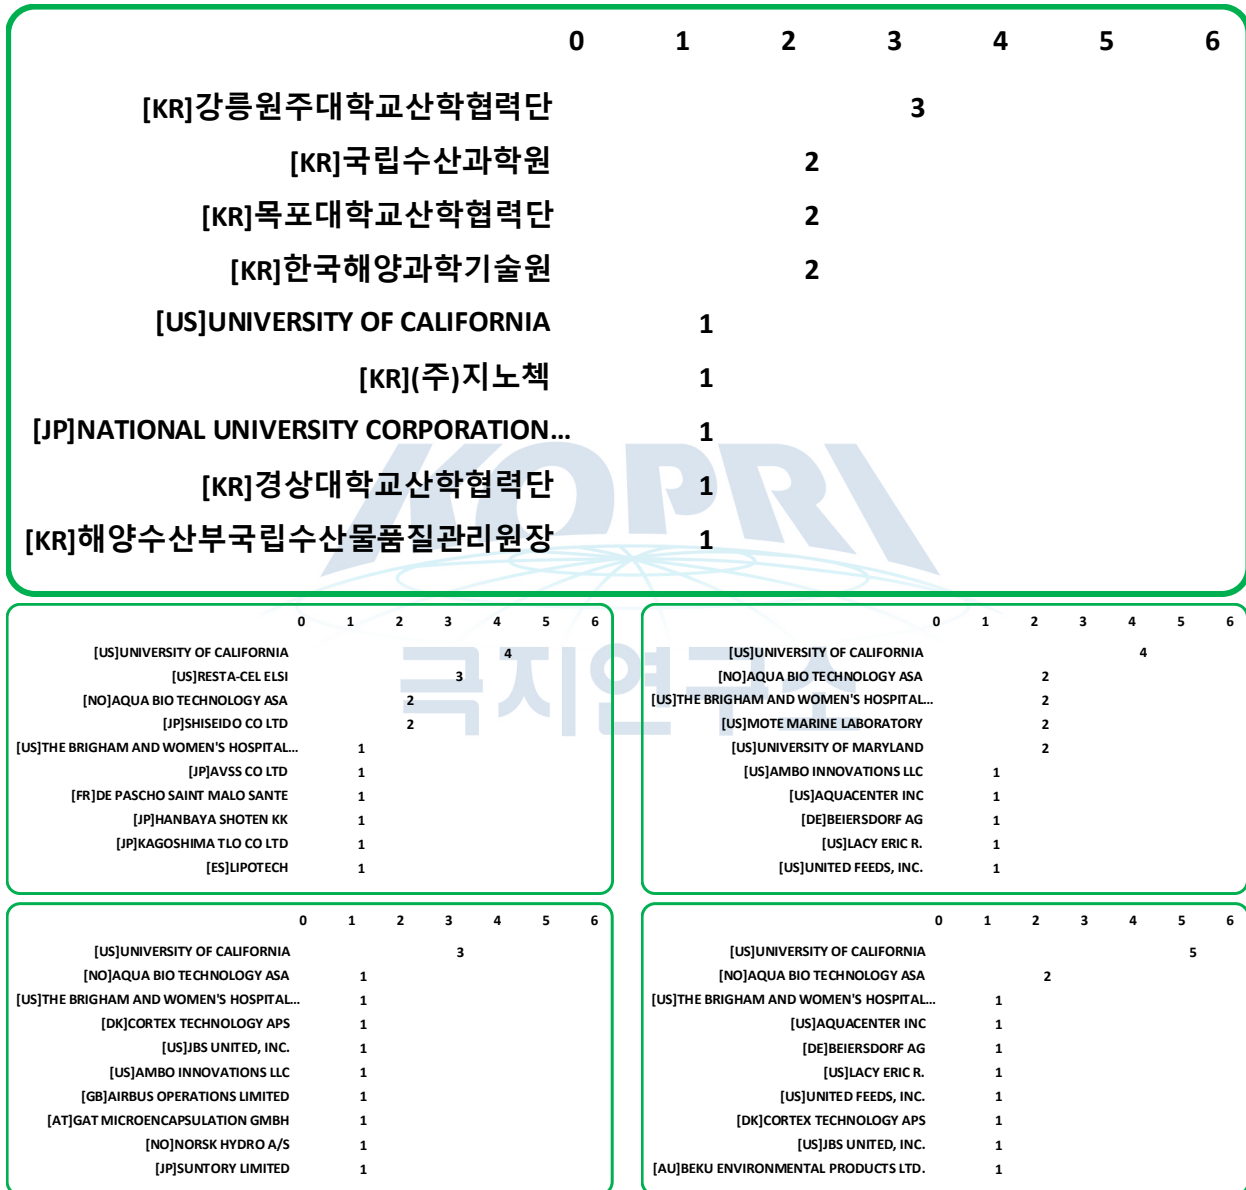 0 1 2 3 4 5 6
[KR]강릉원주대학교산학협력단 3
[KR]국립수산과학원 2
[KR]목포대학교산학협력단 2
[KR]한국해양과학기술원 2
[US]UNIVERSITY OF CALIFORNIA 1
[KR](주)지노첵 1
[JP]NATIONAL UNIVERSITY CORPORATION... 1
[KR]경상대학교산학협력단 1
[KR]해양수산부국립수산물품질관리원장 1
KOPRI
극지연구소
0 1 2 3 4 5 6
[US]UNIVERSITY OF CALIFORNIA 4
[US]RESTA-CEL ELSI 3
[NO]AQUA BIO TECHNOLOGY ASA 2
[JP]SHISEIDO CO LTD 2
[US]THE BRIGHAM AND WOMEN'S HOSPITAL... 1
[JP]AVSS CO LTD 1
[FR]DE PASCHO SAINT MALO SANTE 1
[JP]HANBAYA SHOTEN KK 1
[JP]KAGOSHIMA TLO CO LTD 1
[ES]LIPOTECH 1
0 1 2 3 4 5 6
[US]UNIVERSITY OF CALIFORNIA 4
[NO]AQUA BIO TECHNOLOGY ASA 2
[US]THE BRIGHAM AND WOMEN'S HOSPITAL... 2
[US]MOTE MARINE LABORATORY 2
[US]UNIVERSITY OF MARYLAND 2
[US]AMBO INNOVATIONS LLC 1
[US]AQUACENTER INC 1
[DE]BEIERSDORF AG 1
[US]LACY ERIC R. 1
[US]UNITED FEEDS, INC. 1
0 1 2 3 4 5 6
[US]UNIVERSITY OF CALIFORNIA 3
[NO]AQUA BIO TECHNOLOGY ASA 1
[US]THE BRIGHAM AND WOMEN'S HOSPITAL... 1
[DK]CORTEX TECHNOLOGY APS 1
[US]JBS UNITED, INC. 1
[US]AMBO INNOVATIONS LLC 1
[GB]AIRBUS OPERATIONS LIMITED 1
[AT]GAT MICROENCAPSULATION GMBH 1
[NO]NORSK HYDRO A/S 1
[JP]SUNTORY LIMITED 1
0 1 2 3 4 5 6
[US]UNIVERSITY OF CALIFORNIA 5
[NO]AQUA BIO TECHNOLOGY ASA 2
[US]THE BRIGHAM AND WOMEN'S HOSPITAL... 1
[US]AQUACENTER INC 1
[DE]BEIERSDORF AG 1
[US]LACY ERIC R. 1
[US]UNITED FEEDS, INC. 1
[DK]CORTEX TECHNOLOGY APS 1
[US]JBS UNITED, INC. 1
[AU]BEKU ENVIRONMENTAL PRODUCTS LTD. 1